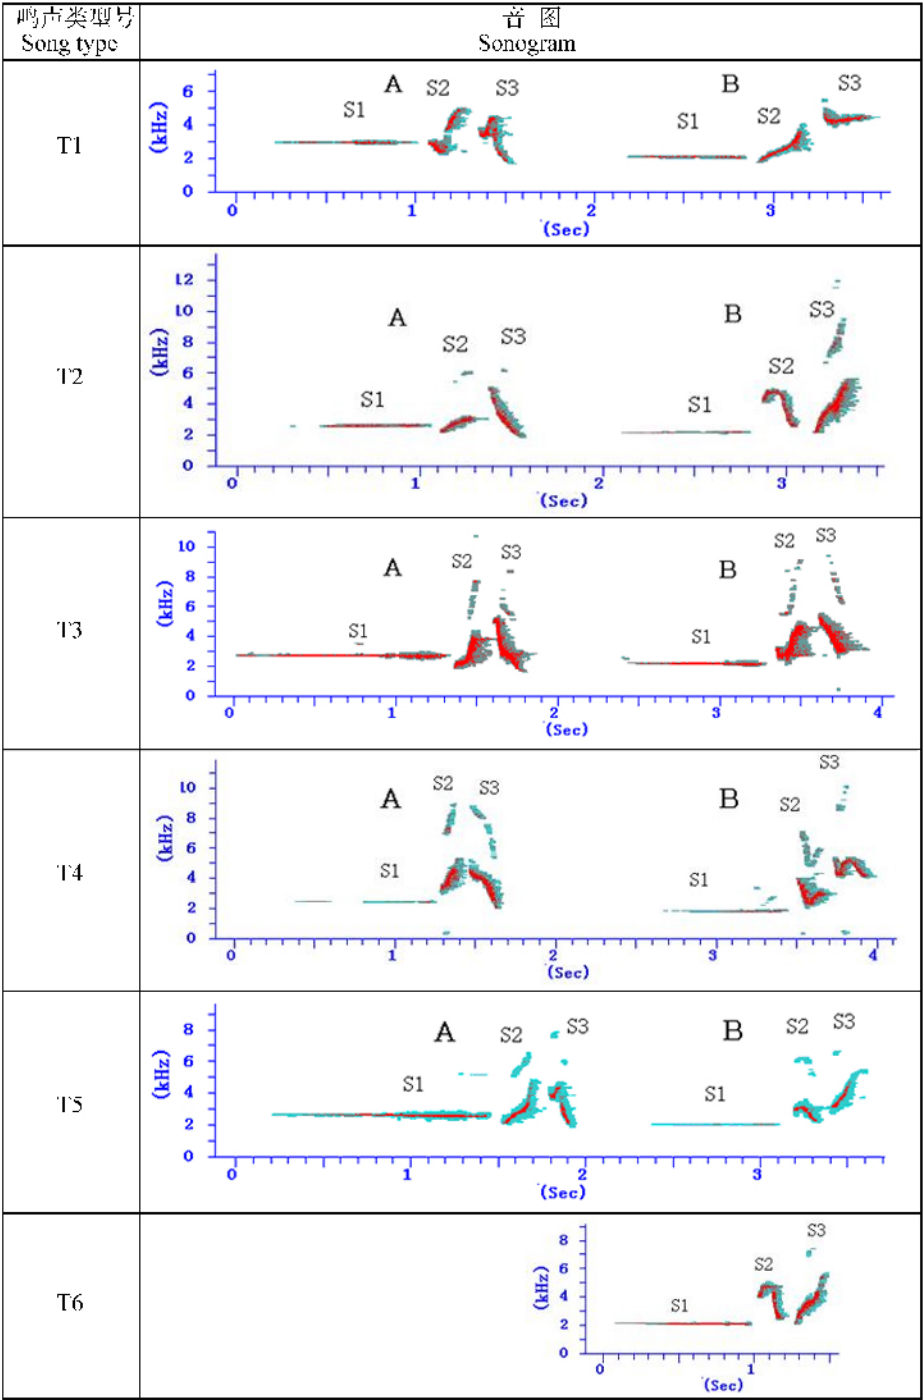 鸣声类型号 音 图
Song type Sonogram
T1
A B
S1 S2 S3 S1 S2 S3
(kHz)
6
4
2
0
0 1 2 3
(Sec)
T2
A B
S1 S2 S3 S1 S2 S3
(kHz)
12
10
8
6
4
2
0
0 1 2 3
(Sec)
T3
A B
S1 S2 S3 S1 S2 S3
(kHz)
10
8
6
4
2
0
0 1 2 3 4
(Sec)
T4
A B
S1 S2 S3 S1 S2 S3
(kHz)
10
8
6
4
2
0
0 1 2 3 4
(Sec)
T5
A B
S1 S2 S3 S1 S2 S3
(kHz)
8
6
4
2
0
0 1 2 3
(Sec)
T6
S1 S2 S3
(kHz)
8
6
4
2
0
0 1
(Sec)